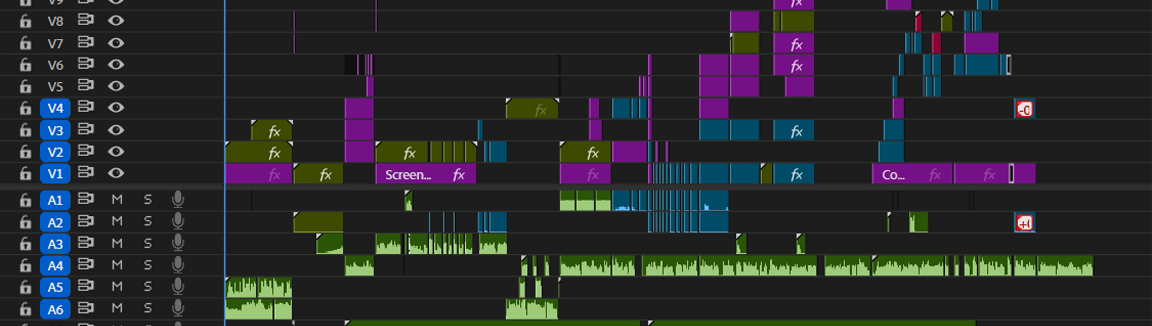 V9
V8
V7 fx
V6 fx
V5
V4 fx
V3 fx fx
V2 fx fx fx
V1 fx fx Screen... fx fx fx Co... fx fx
A1 M S
A2 M S
A3 M S
A4 M S
A5 M S
A6 M S